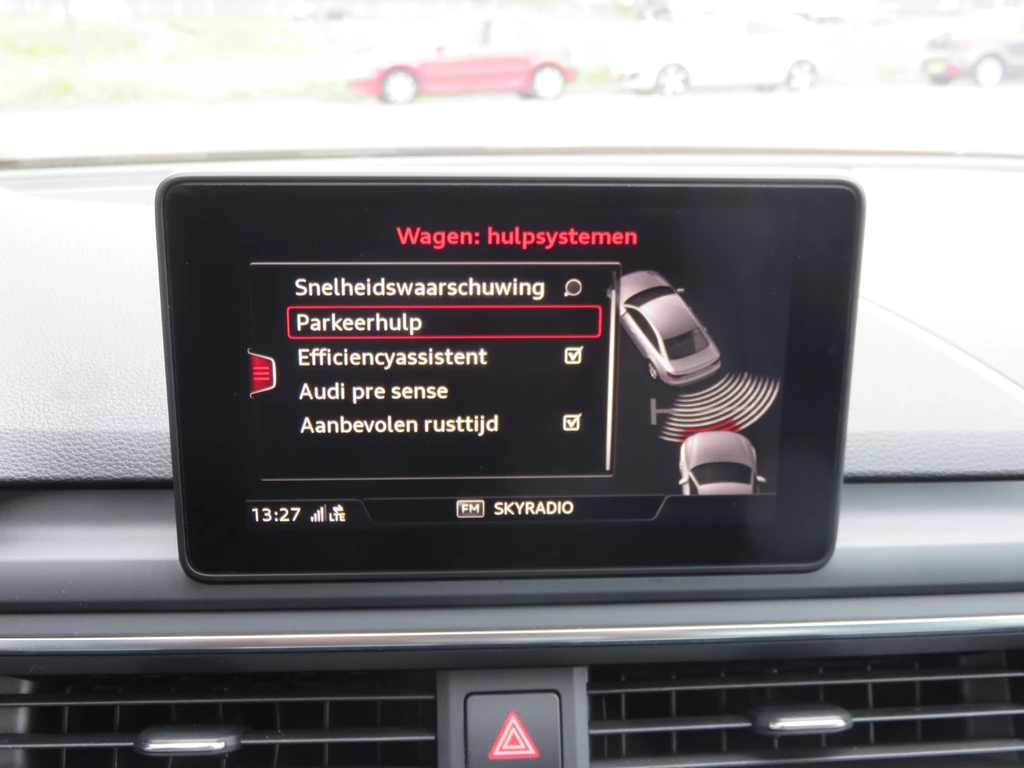 Wagen: hulpsystemen
Snelheidswaarschuwing
Parkeerhulp
Efficiencyassistent
Audi pre sense
Aanbevolen rusttijd
13:27 LTE FM SKYRADIO